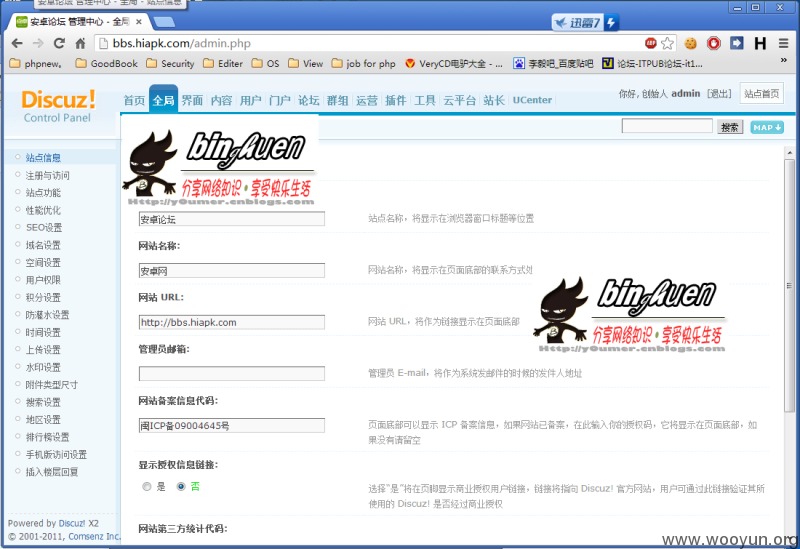 安卓论坛 管理中心 - 全局 - 站点信息
安卓论坛 管理中心 - 全局
迅雷7
bbs.hiapk.com/admin.php
phpnew。 GoodBook Security Editer OS View job for php VeryCD电驴大全 - ... 李毅吧_百度贴吧 论坛-ITPUB论坛-it1...
Discuz!
Control Panel
首页 全局 界面 内容 用户 门户 论坛 群组 运营 插件 工具 云平台 站长 UCenter
你好, 创始人 admin [退出] 站点首页
搜索 MAP
站点信息
注册与访问
站点功能
性能优化
SEO设置
域名设置
空间设置
用户权限
积分设置
防灌水设置
时间设置
上传设置
水印设置
附件类型尺寸
搜索设置
地区设置
排行榜设置
手机版访问设置
插入楼层回复
Powered by Discuz! X2
© 2001-2011, Comsenz Inc.
分享网络知识·享受快乐生活
Http://y0umer.cnblogs.com
安卓论坛
站点名称，将显示在浏览器窗口标题等位置
网站名称:
安卓网
网站名称，将显示在页面底部的联系方式处
网站 URL:
http://bbs.hiapk.com
网站 URL，将作为链接显示在页面底部
分享网络知识·享受快乐生活
Http://y0umer.cnblogs.com
管理员邮箱:
管理员 E-mail，将作为系统发邮件的时候的发件人地址
网站备案信息代码:
闽ICP备09004645号
页面底部可以显示 ICP 备案信息，如果网站已备案，在此输入你的授权码，它将显示在页面底部，如
果没有请留空
显示授权信息链接:
是 否
选择"是"将在页脚显示商业授权用户链接，链接将指向 Discuz! 官方网站，用户可通过此链接验证其所
使用的 Discuz! 是否经过商业授权
网站第三方统计代码:
www.wooyun.org